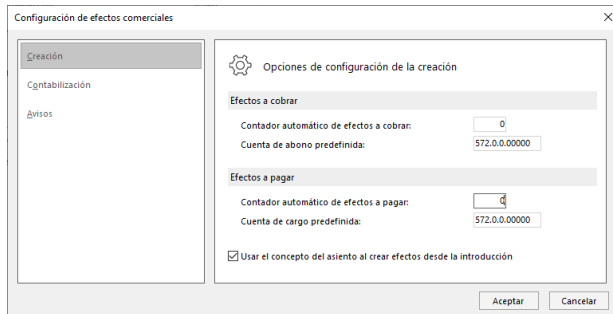 Configuración de efectos comerciales
Creación
Contabilización
Avisos
Opciones de configuración de la creación
Efectos a cobrar
Contador automático de efectos a cobrar: 0
Cuenta de abono predefinida: 572.0.0.00000
Efectos a pagar
Contador automático de efectos a pagar: 0
Cuenta de cargo predefinida: 572.0.0.00000
Usar el concepto del asiento al crear efectos desde la introducción
Aceptar Cancelar